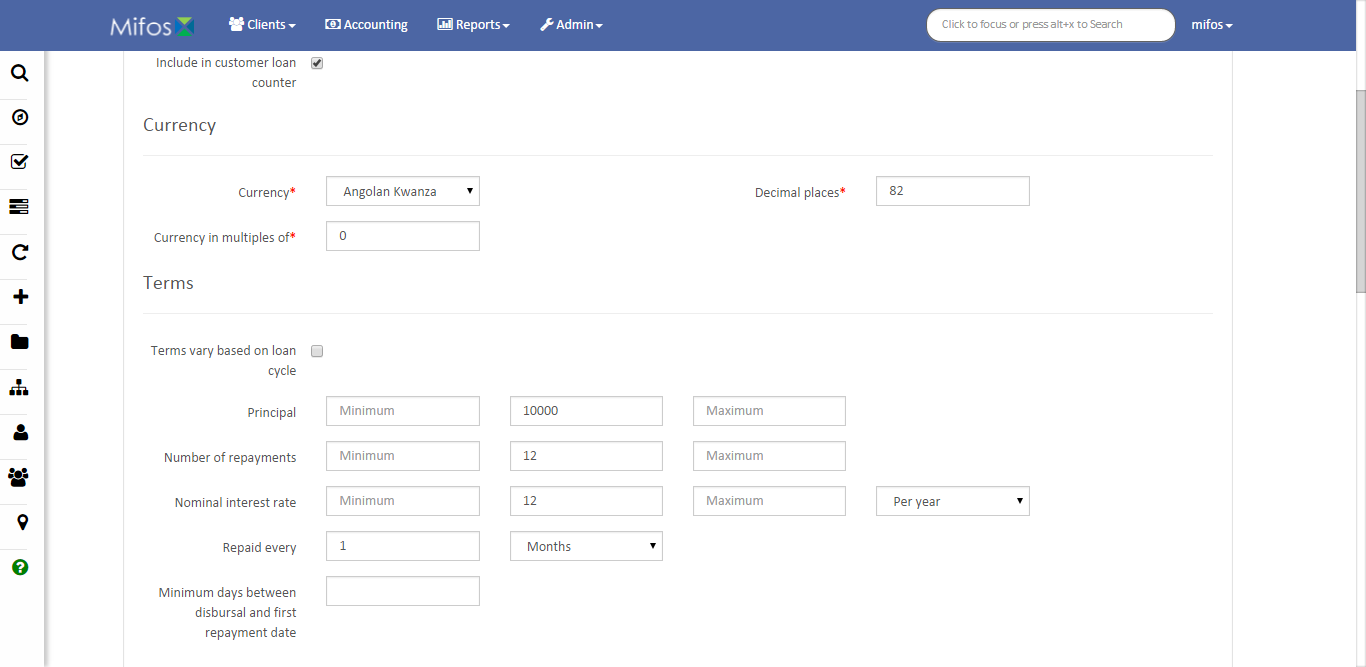 Mifos Clients Accounting Reports Admin Click to focus or press alt+x to Search mifos
Include in customer loan
counter
Currency
Currency* Angolan Kwanza Decimal places* 82
Currency in multiples of* 0
Terms
Terms vary based on loan
cycle
Principal Minimum 10000 Maximum
Number of repayments Minimum 12 Maximum
Nominal interest rate Minimum 12 Maximum Per year
Repaid every 1 Months
Minimum days between
disbursal and first
repayment date